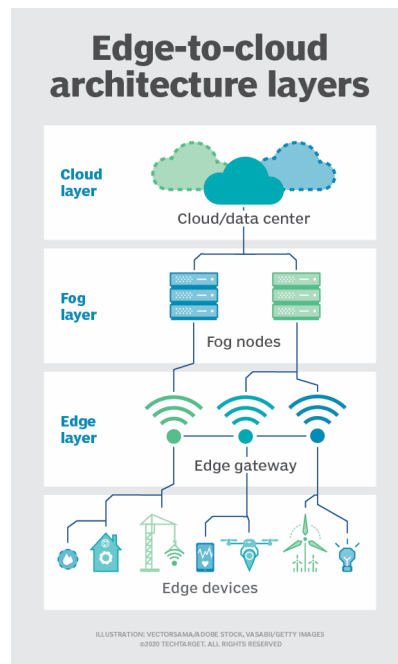 Edge-to-cloud
architecture layers
Cloud
layer
Cloud/data center
Fog
layer
Fog nodes
Edge
layer
Edge gateway
Edge devices
ILLUSTRATION: VECTORSAMA/ADOBE STOCK, VASABII/GETTY IMAGES
©2020 TECHTARGET. ALL RIGHTS RESERVED